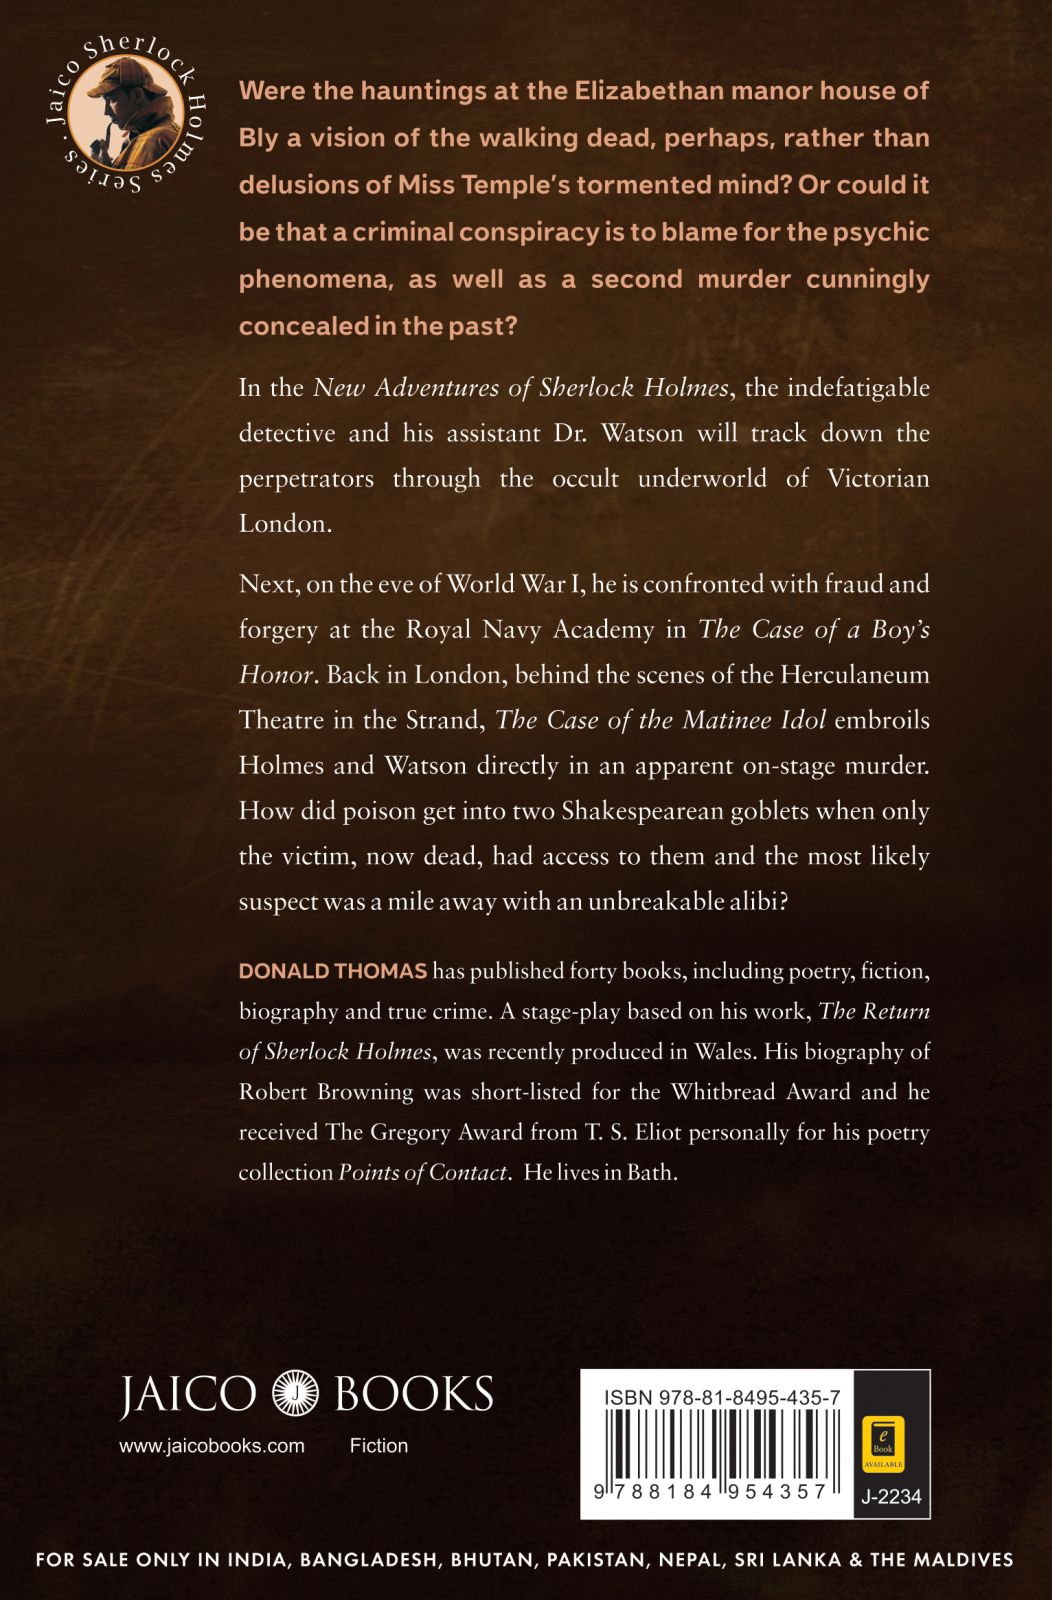 Jaico Sherlock Holmes Series ·
Were the hauntings at the Elizabethan manor house of
Bly a vision of the walking dead, perhaps, rather than
delusions of Miss Temple's tormented mind? Or could it
be that a criminal conspiracy is to blame for the psychic
phenomena, as well as a second murder cunningly
concealed in the past?
In the New Adventures of Sherlock Holmes, the indefatigable
detective and his assistant Dr. Watson will track down the
perpetrators through the occult underworld of Victorian
London.
Next, on the eve of World War I, he is confronted with fraud and
forgery at the Royal Navy Academy in The Case of a Boy's
Honor. Back in London, behind the scenes of the Herculaneum
Theatre in the Strand, The Case of the Matinee Idol embroils
Holmes and Watson directly in an apparent on-stage murder.
How did poison get into two Shakespearean goblets when only
the victim, now dead, had access to them and the most likely
suspect was a mile away with an unbreakable alibi?
DONALD THOMAS has published forty books, including poetry, fiction,
biography and true crime. A stage-play based on his work, The Return
of Sherlock Holmes, was recently produced in Wales. His biography of
Robert Browning was short-listed for the Whitbread Award and he
received The Gregory Award from T. S. Eliot personally for his poetry
collection Points of Contact. He lives in Bath.
JAICO J BOOKS
www.jaicobooks.com Fiction
ISBN 978-81-8495-435-7
9 788184 954357
e
Book
AVAILABLE
J-2234
FOR SALE ONLY IN INDIA, BANGLADESH, BHUTAN, PAKISTAN, NEPAL, SRI LANKA & THE MALDIVES